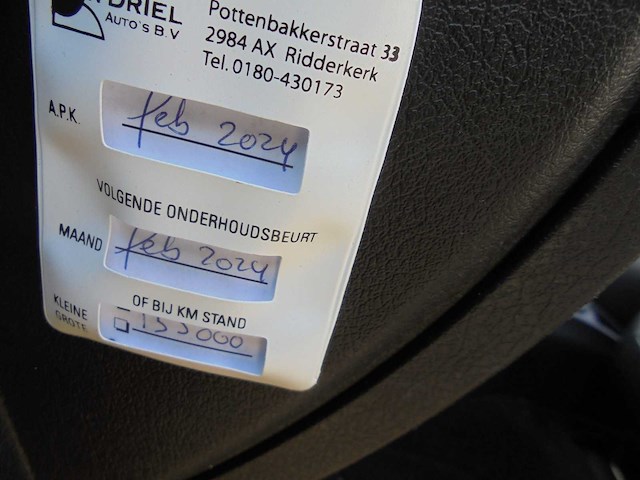 DRIEL
AUTO'S B.V
Pottenbakkerstraat 33
2984 AX Ridderkerk
Tel. 0180-430173
A.P.K.
feb 2024
VOLGENDE ONDERHOUDSBEURT
MAAND
feb 2024
OF BIJ KM STAND
KLEINE
GROTE
155000